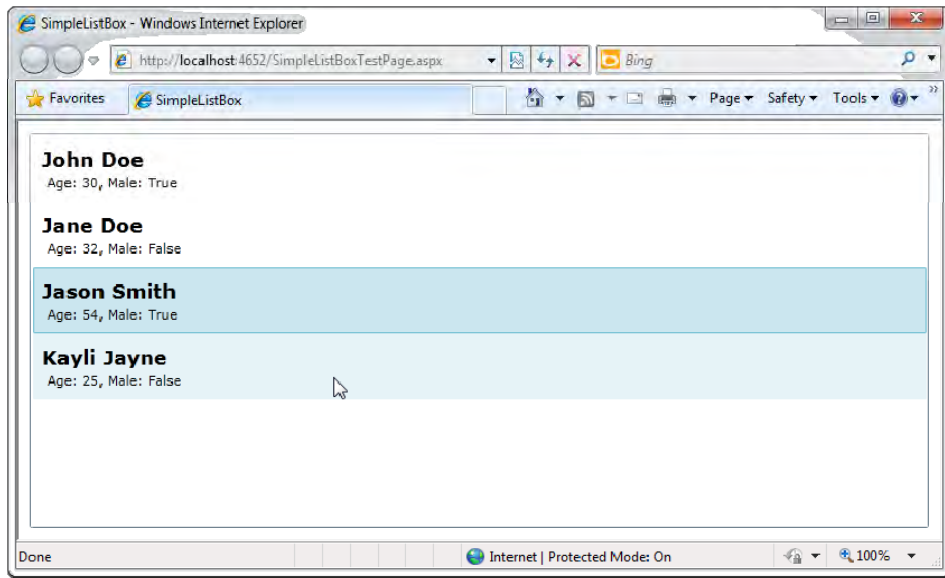 SimpleListBox - Windows Internet Explorer
http://localhost:4652/SimpleListBoxTestPage.aspx
Bing
Favorites
SimpleListBox
Page
Safety
Tools
John Doe
Age: 30, Male: True
Jane Doe
Age: 32, Male: False
Jason Smith
Age: 54, Male: True
Kayli Jayne
Age: 25, Male: False
Done
Internet | Protected Mode: On
100%